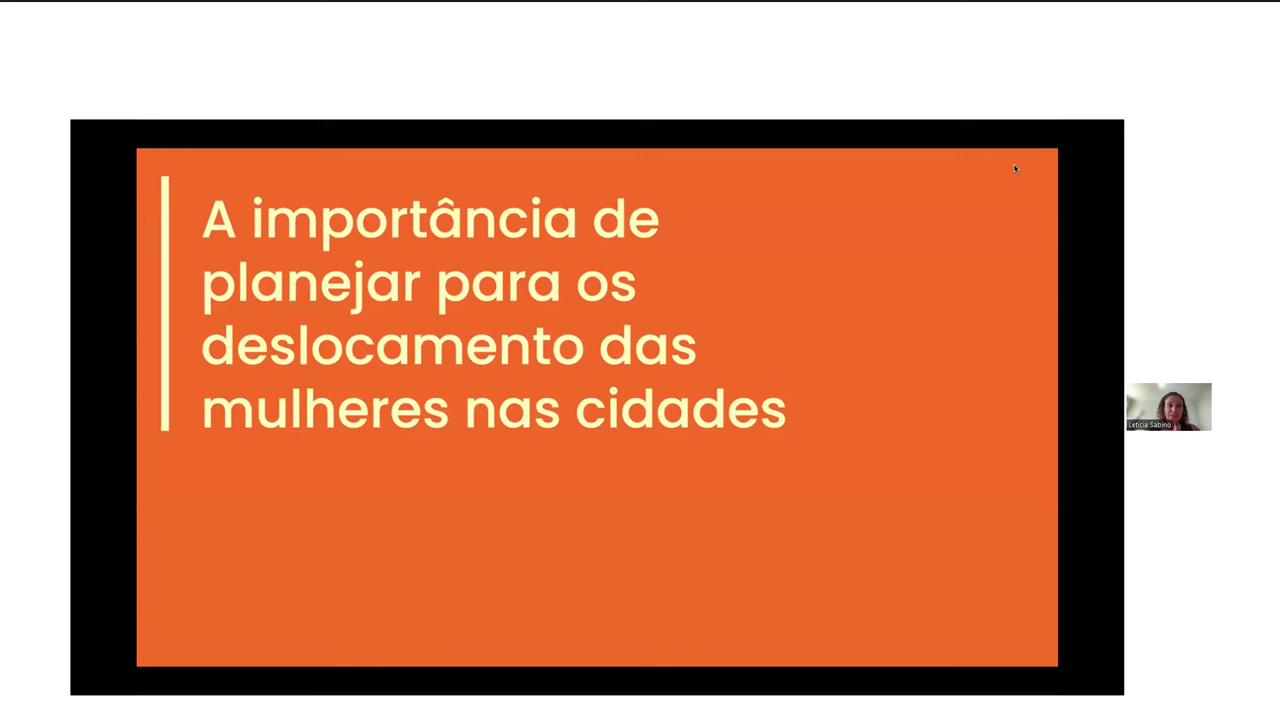 A importância de
planejar para os
deslocamento das
mulheres nas cidades
Leticia Sabino